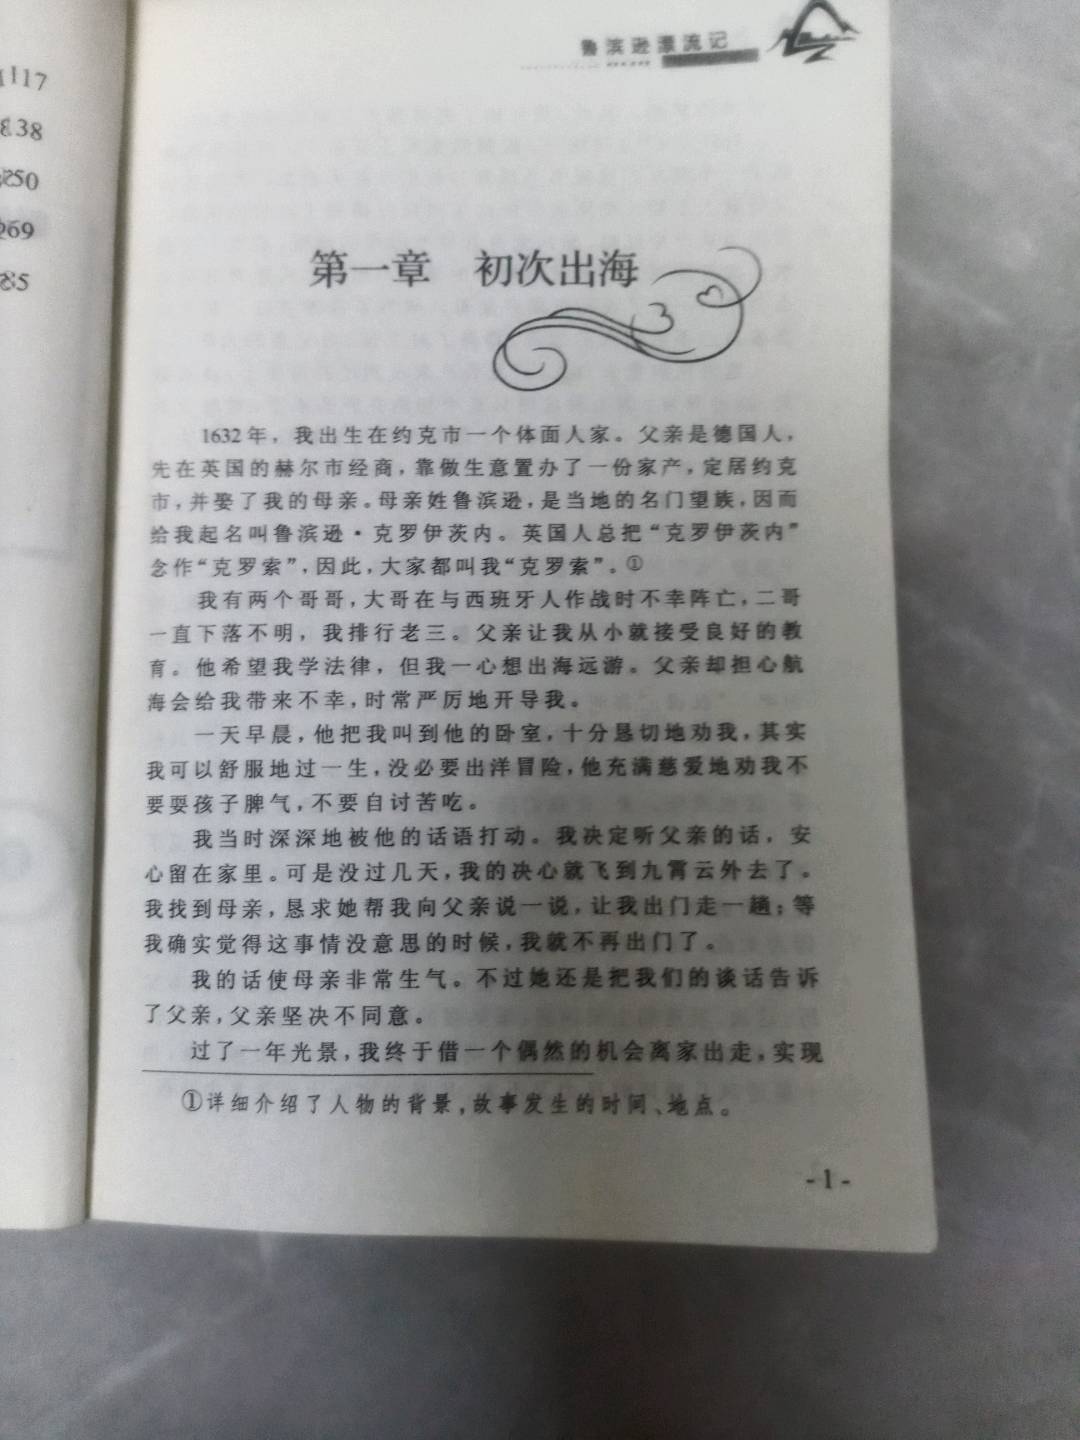 117
138
250
269
285
鲁滨逊漂流记
第一章 初次出海
1632年，我出生在约克市一个体面人家。父亲是德国人，
先在英国的赫尔市经商，靠做生意置办了一份家产，定居约克
市，并娶了我的母亲。母亲姓鲁滨逊，是当地的名门望族，因而
给我起名叫鲁滨逊·克罗伊茨内。英国人总把“克罗伊茨内”
念作“克罗索”，因此，大家都叫我“克罗索”。①
我有两个哥哥，大哥在与西班牙人作战时不幸阵亡，二哥
一直下落不明，我排行老三。父亲让我从小就接受良好的教
育。他希望我学法律，但我一心想出海远游。父亲却担心航
海会给我带来不幸，时常严厉地开导我。
一天早晨，他把我叫到他的卧室，十分恳切地劝我，其实
我可以舒服地过一生，没必要出洋冒险，他充满慈爱地劝我不
要耍孩子脾气，不要自讨苦吃。
我当时深深地被他的话语打动。我决定听父亲的话，安
心留在家里。可是没过几天，我的决心就飞到九霄云外去了。
我找到母亲，恳求她帮我向父亲说一说，让我出门走一趟；等
我确实觉得这事情没意思的时候，我就不再出门了。
我的话使母亲非常生气。不过她还是把我们的谈话告诉
了父亲，父亲坚决不同意。
过了一年光景，我终于借一个偶然的机会离家出走，实现
①详细介绍了人物的背景，故事发生的时间、地点。
-1-